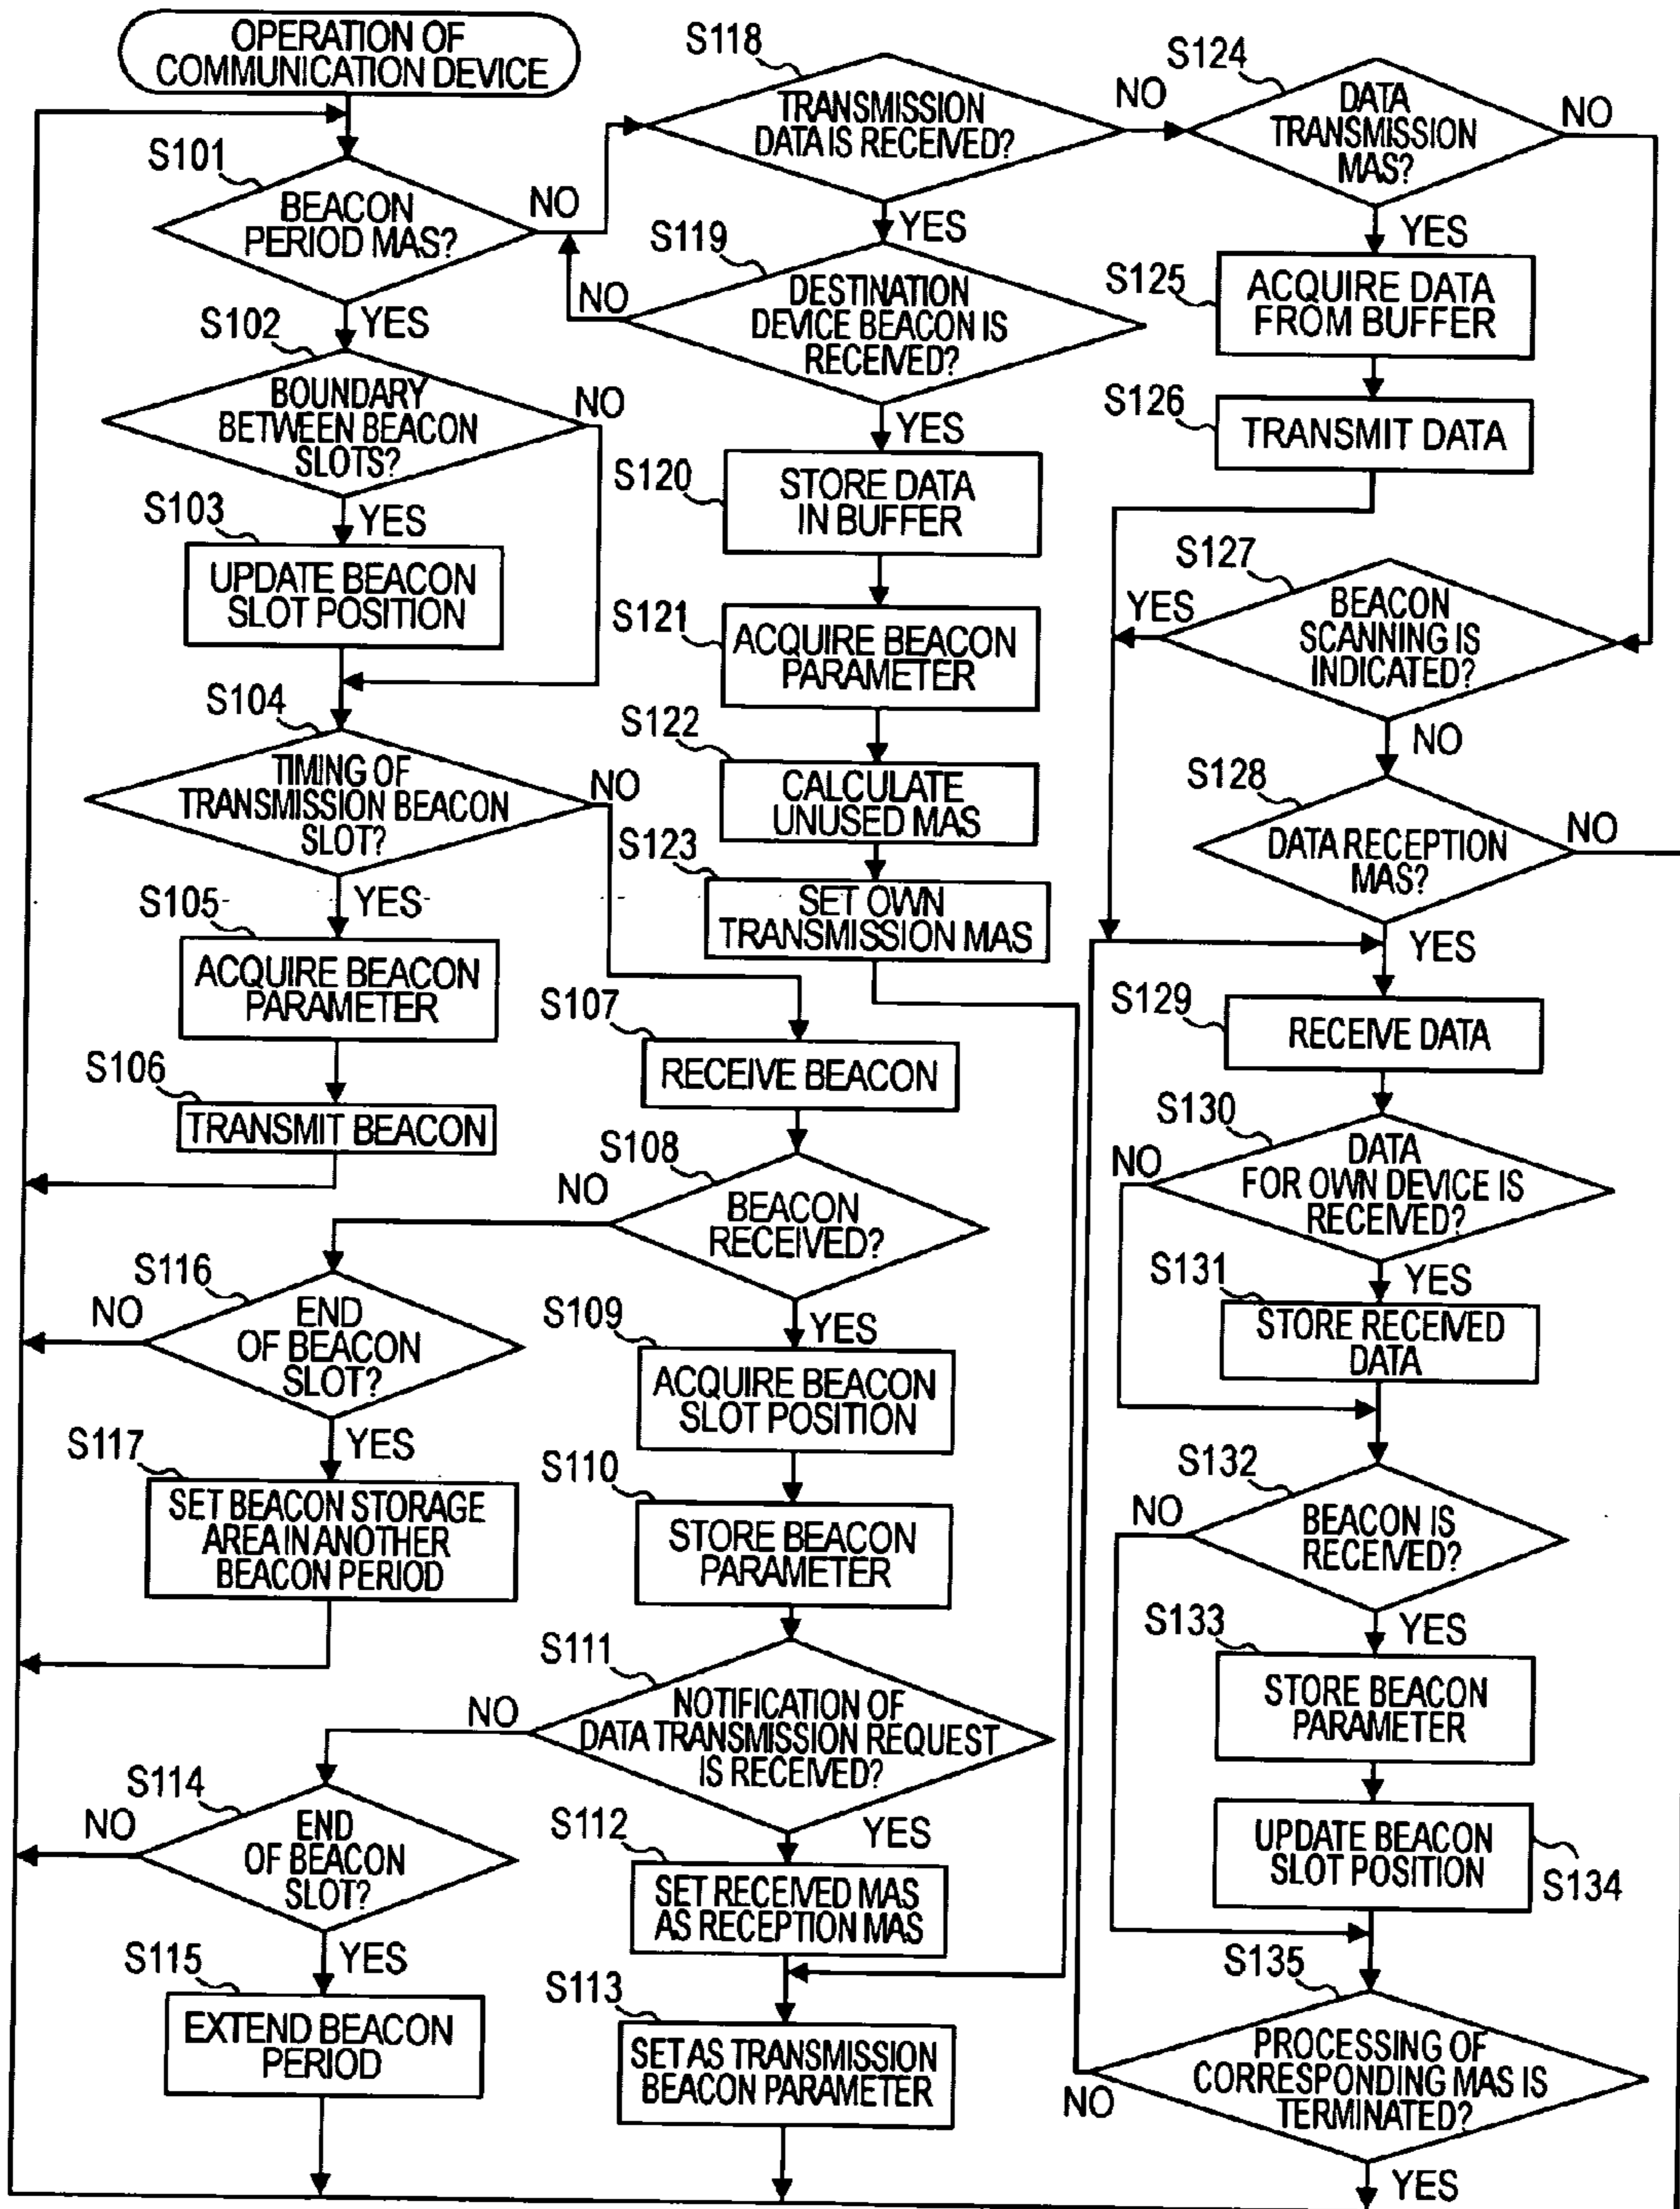 OPERATION OF
COMMUNICATION DEVICE
S101
BEACON
PERIOD MAS?
NO
YES
S102
BOUNDARY
BETWEEN BEACON
SLOTS?
NO
YES
S103
UPDATE BEACON
SLOT POSITION
S104
TIMING OF
TRANSMISSION BEACON
SLOT?
NO
YES
S105
ACQUIRE BEACON
PARAMETER
S106
TRANSMIT BEACON
S107
RECEIVE BEACON
S108
BEACON
RECEIVED?
NO
YES
S109
ACQUIRE BEACON
SLOT POSITION
S110
STORE BEACON
PARAMETER
S111
NOTIFICATION OF
DATA TRANSMISSION REQUEST
IS RECEIVED?
NO
YES
S112
SET RECEIVED MAS
AS RECEPTION MAS
S113
SET AS TRANSMISSION
BEACON PARAMETER
S114
END
OF BEACON
SLOT?
NO
YES
S115
EXTEND BEACON
PERIOD
S116
END
OF BEACON
SLOT?
NO
YES
S117
SET BEACON STORAGE
AREA IN ANOTHER
BEACON PERIOD
S118
TRANSMISSION
DATA IS RECEIVED?
NO
YES
S119
DESTINATION
DEVICE BEACON IS
RECEIVED?
NO
YES
S120
STORE DATA
IN BUFFER
S121
ACQUIRE BEACON
PARAMETER
S122
CALCULATE
UNUSED MAS
S123
SET OWN
TRANSMISSION MAS
S124
DATA
TRANSMISSION
MAS?
NO
YES
S125
ACQUIRE DATA
FROM BUFFER
S126
TRANSMIT DATA
S127
BEACON
SCANNING IS
INDICATED?
YES
NO
S128
DATA RECEPTION
MAS?
NO
YES
S129
RECEIVE DATA
S130
DATA
FOR OWN DEVICE IS
RECEIVED?
NO
YES
S131
STORE RECEIVED
DATA
S132
BEACON IS
RECEIVED?
NO
YES
S133
STORE BEACON
PARAMETER
UPDATE BEACON
SLOT POSITION
S134
S135
PROCESSING OF
CORRESPONDING MAS IS
TERMINATED?
NO
YES